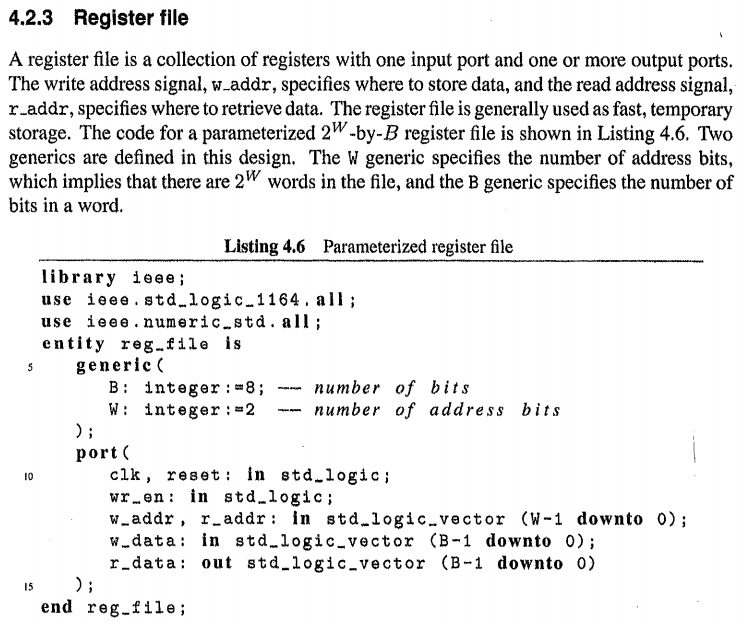 4.2.3 Register file
A register file is a collection of registers with one input port and one or more output ports.
The write address signal, w_addr, specifies where to store data, and the read address signal,
r_addr, specifies where to retrieve data. The register file is generally used as fast, temporary
storage. The code for a parameterized 2^W-by-B register file is shown in Listing 4.6. Two
generics are defined in this design. The W generic specifies the number of address bits,
which implies that there are 2^W words in the file, and the B generic specifies the number of
bits in a word.
Listing 4.6 Parameterized register file
library ieee;
use ieee.std_logic_1164.all;
use ieee.numeric_std.all;
entity reg_file is
5 generic(
B: integer:=8; -- number of bits
W: integer:=2 -- number of address bits
);
port(
10 clk, reset: in std_logic;
wr_en: in std_logic;
w_addr, r_addr: in std_logic_vector (W-1 downto 0);
w_data: in std_logic_vector (B-1 downto 0);
r_data: out std_logic_vector (B-1 downto 0)
15 );
end reg_file;